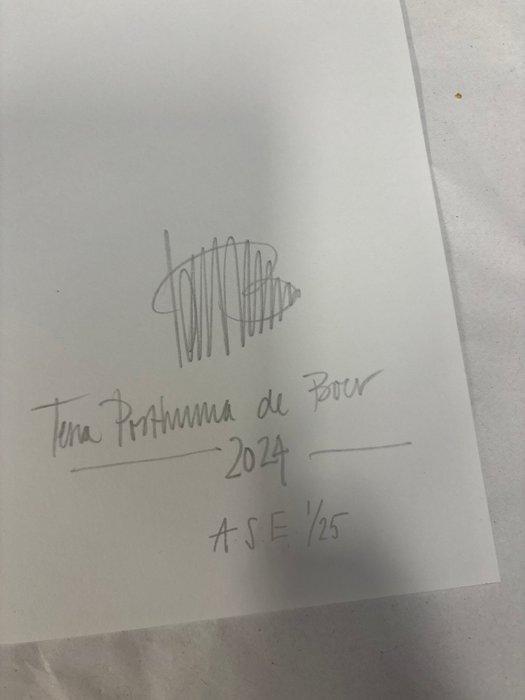 Tena Posthuma de Boer
2024
A.S.E. 1/25